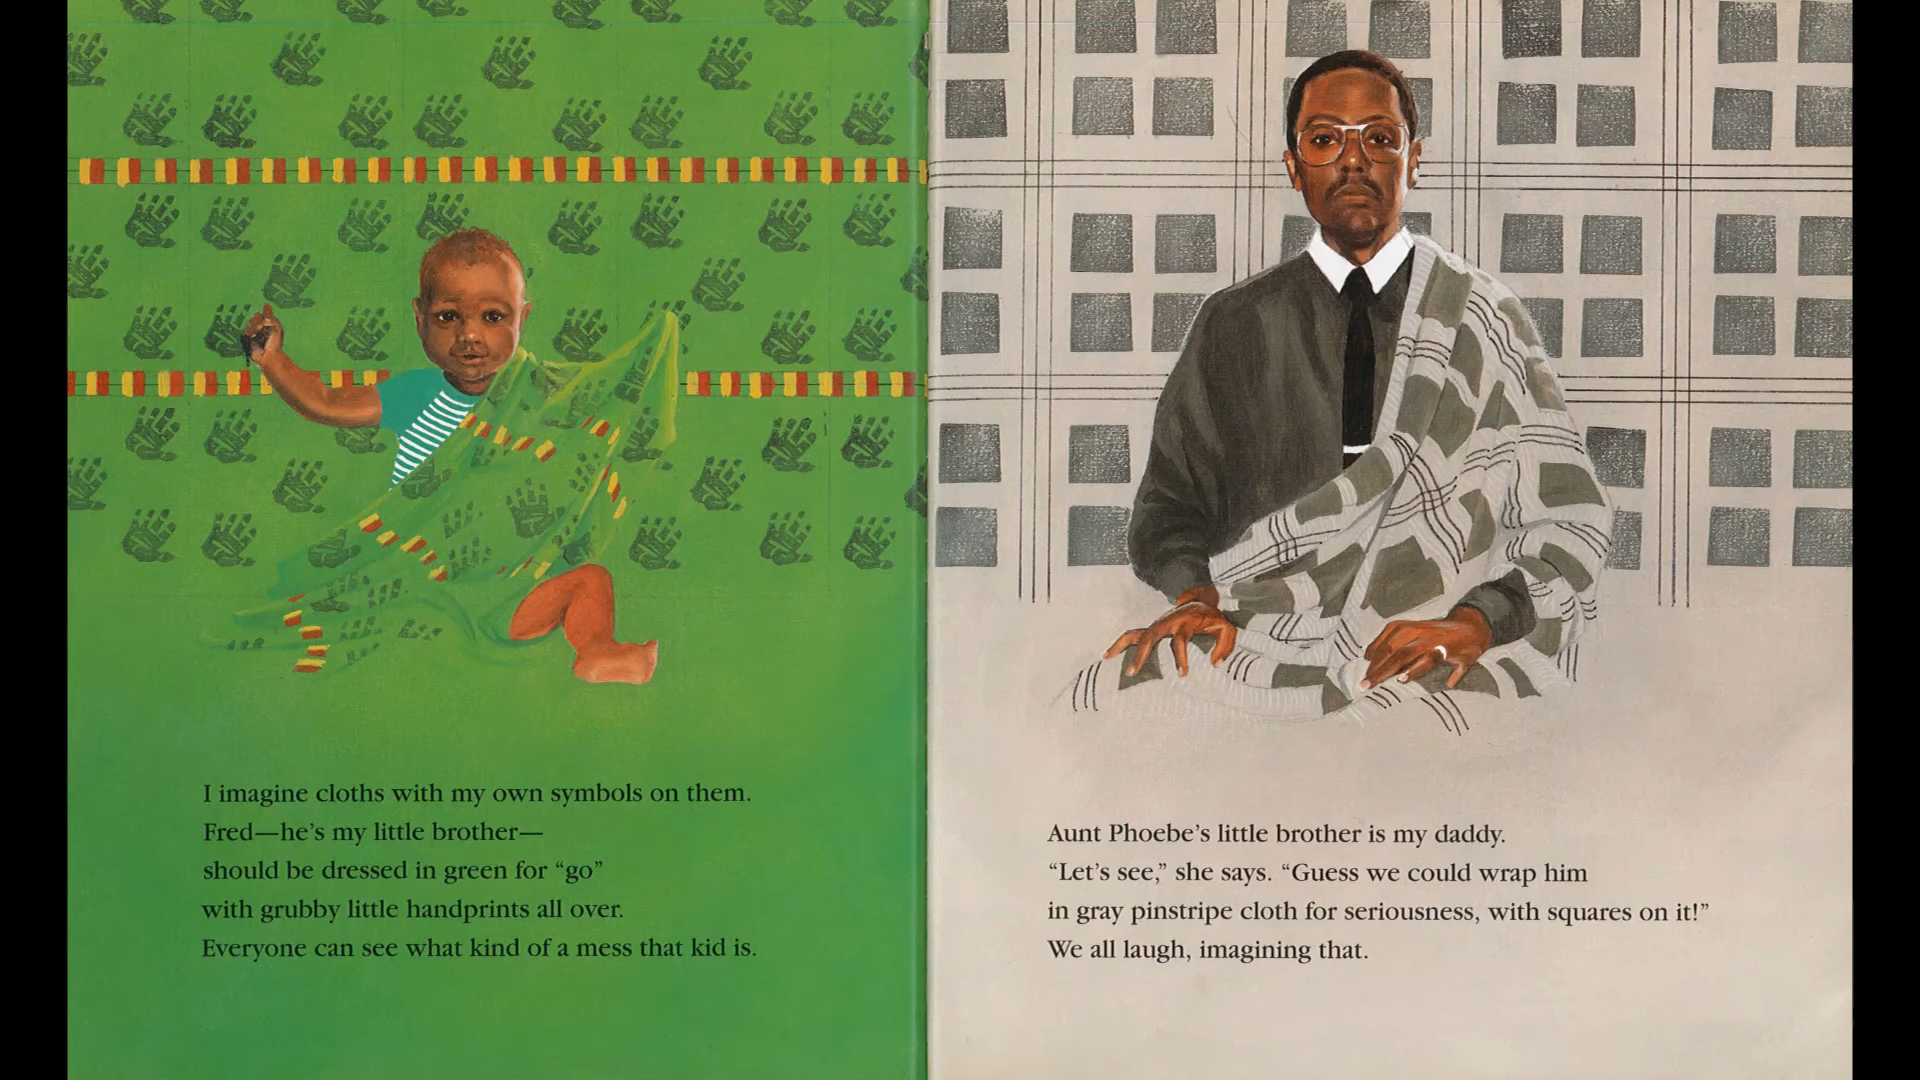 I imagine cloths with my own symbols on them.
Fred—he's my little brother—
should be dressed in green for “go”
with grubby little handprints all over.
Everyone can see what kind of a mess that kid is.
Aunt Phoebe's little brother is my daddy.
“Let's see,” she says. “Guess we could wrap him
in gray pinstripe cloth for seriousness, with squares on it!”
We all laugh, imagining that.